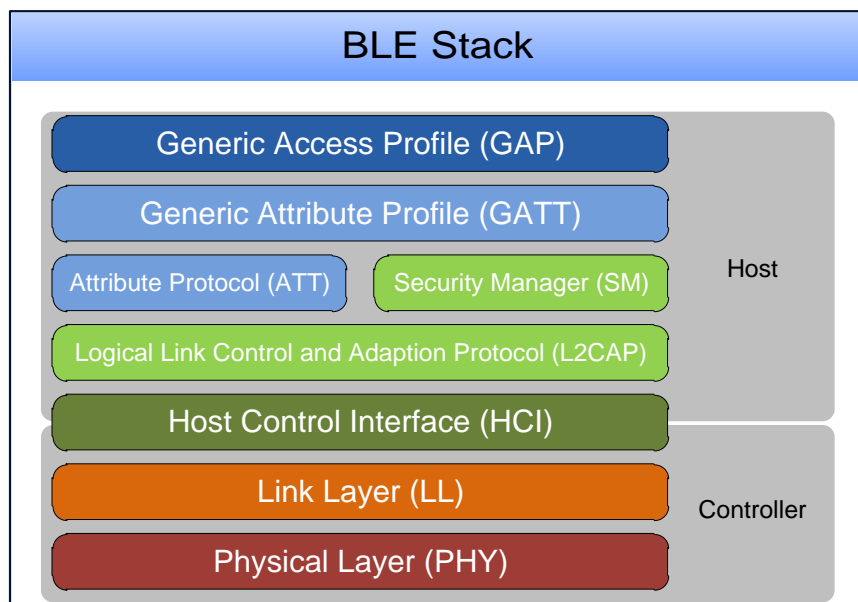 BLE Stack
Generic Access Profile (GAP)
Generic Attribute Profile (GATT)
Attribute Protocol (ATT)
Security Manager (SM)
Host
Logical Link Control and Adaption Protocol (L2CAP)
Host Control Interface (HCI)
Link Layer (LL)
Controller
Physical Layer (PHY)